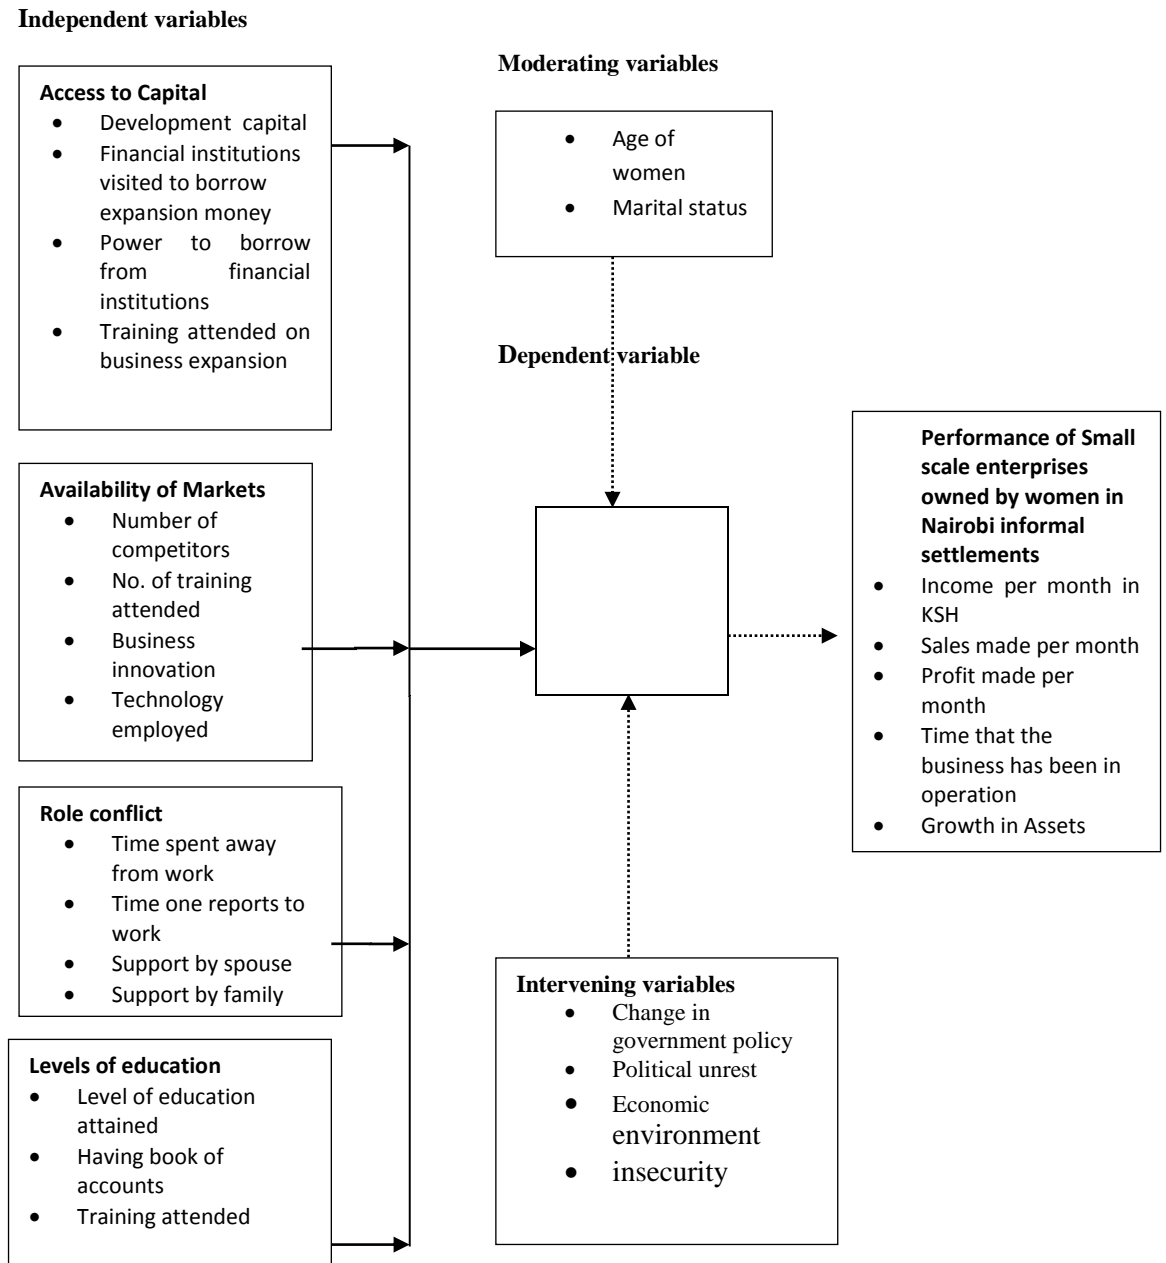 Independent variables
Access to Capital
• Development capital
• Financial institutions
visited to borrow
expansion money
• Power to borrow
from financial
institutions
• Training attended on
business expansion
Availability of Markets
• Number of
competitors
• No. of training
attended
• Business
innovation
• Technology
employed
Role conflict
• Time spent away
from work
• Time one reports to
work
• Support by spouse
• Support by family
Levels of education
• Level of education
attained
• Having book of
accounts
• Training attended
Moderating variables
• Age of
women
• Marital status
Dependent variable
Performance of Small
scale enterprises
owned by women in
Nairobi informal
settlements
• Income per month in
KSH
• Sales made per month
• Profit made per
month
• Time that the
business has been in
operation
• Growth in Assets
Intervening variables
• Change in
government policy
• Political unrest
• Economic
environment
• insecurity